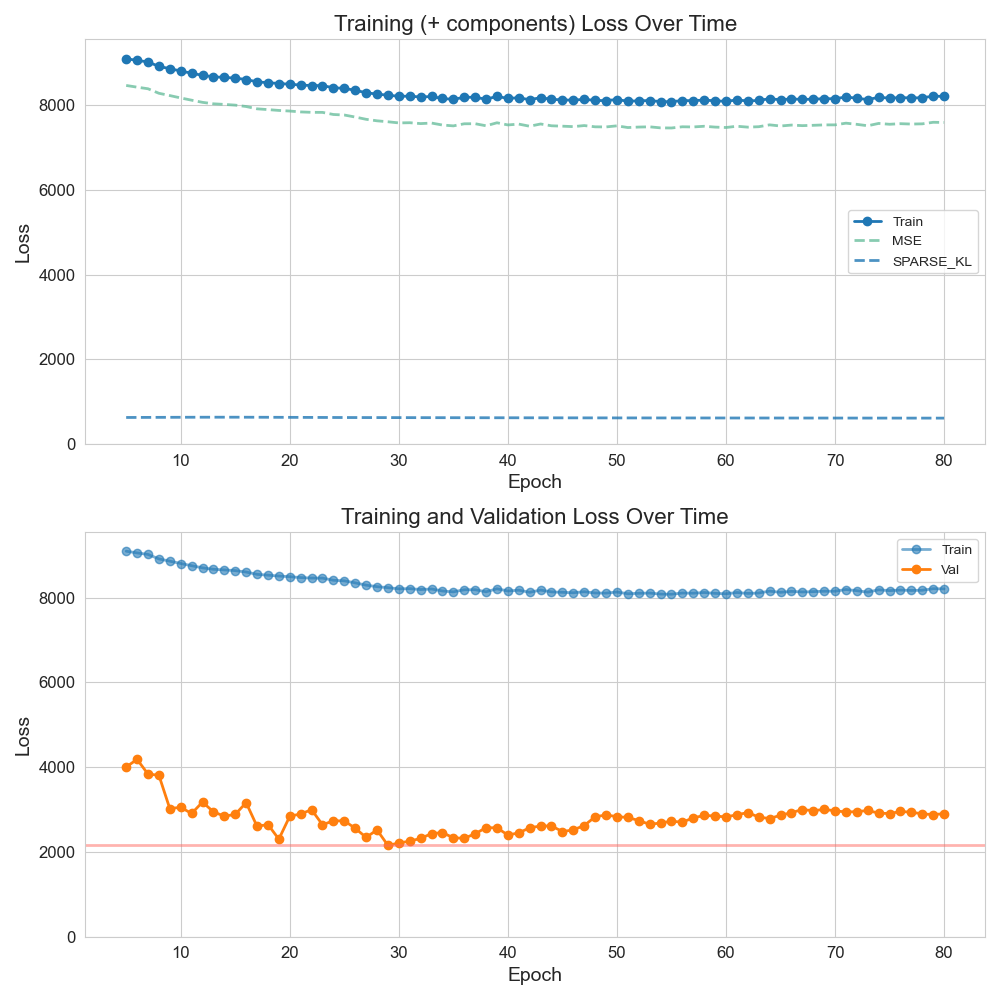 Training (+ components) Loss Over Time
Loss
8000
6000
4000
2000
0
Train
MSE
SPARSE_KL
10 20 30 40 50 60 70 80
Epoch
Training and Validation Loss Over Time
Loss
8000
6000
4000
2000
0
Train
Val
10 20 30 40 50 60 70 80
Epoch